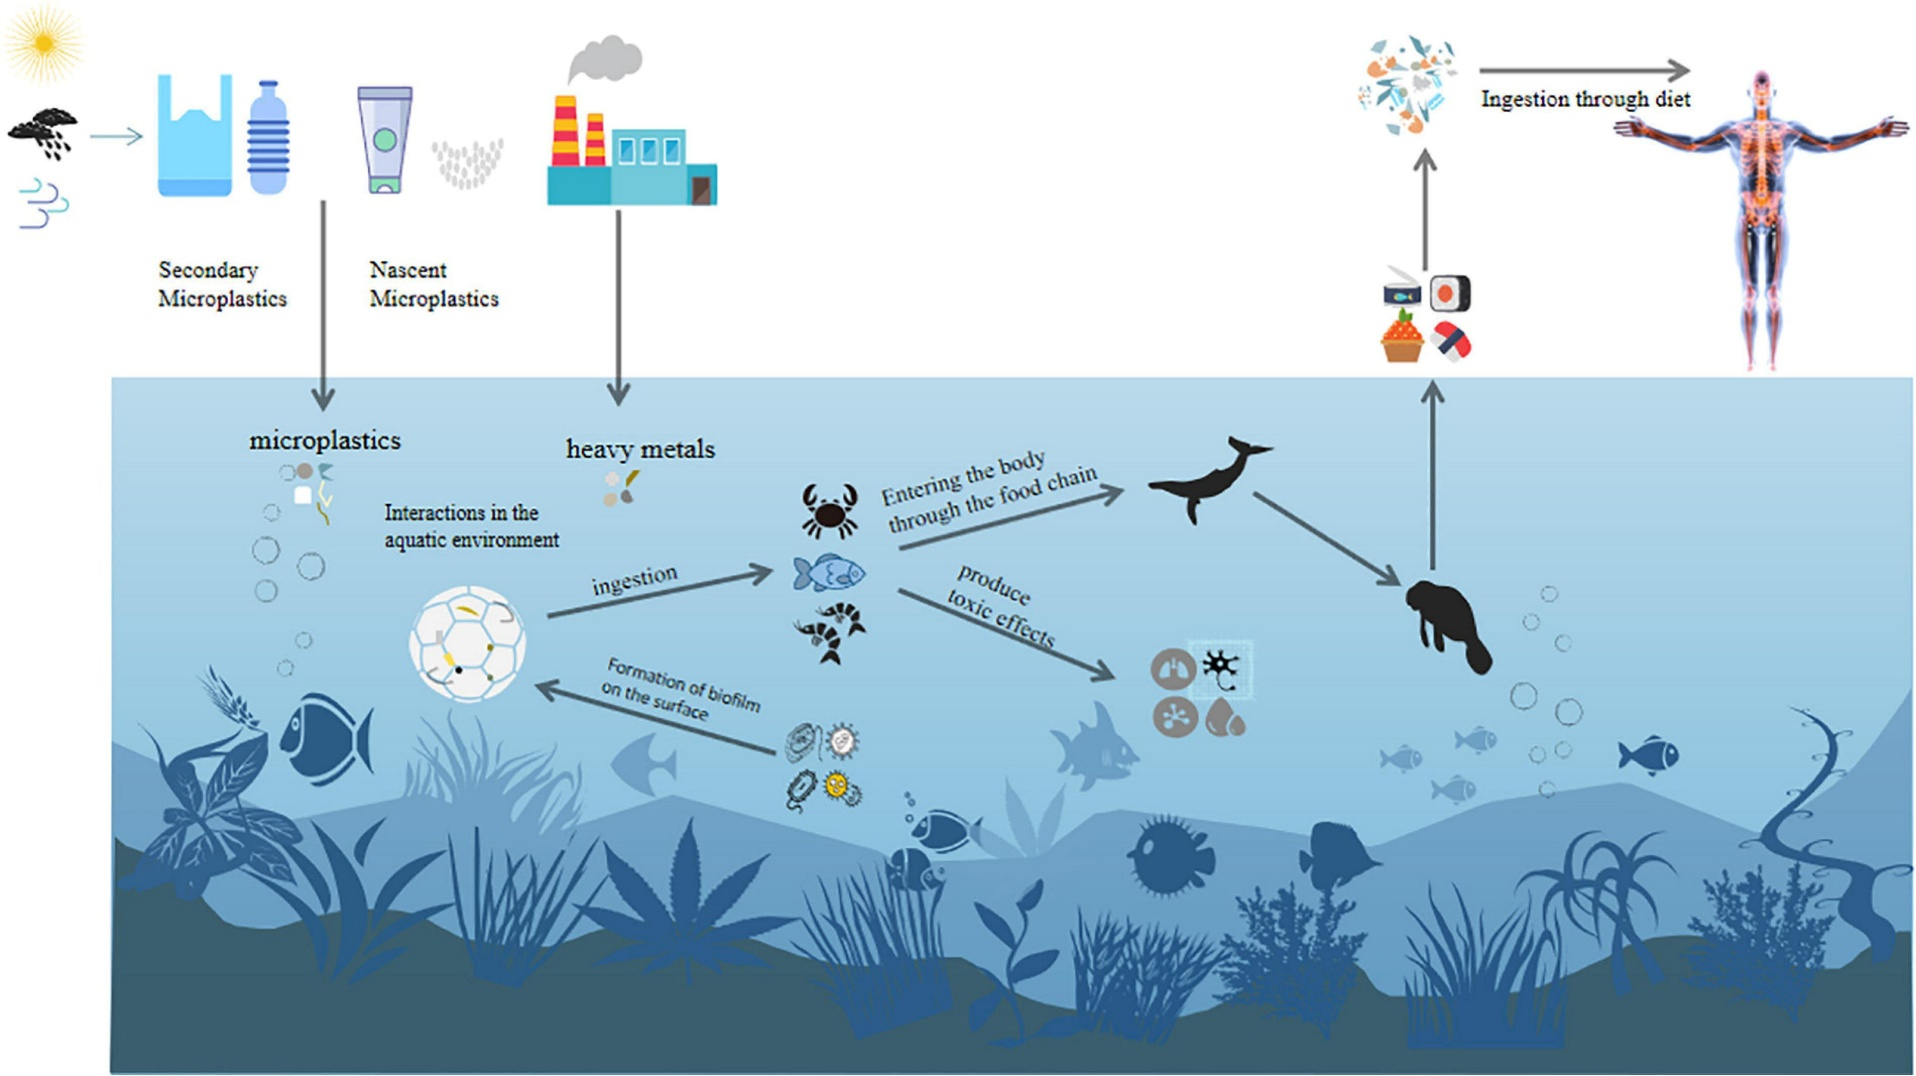 Ingestion through diet
Secondary
Microplastics
Nascent
Microplastics
microplastics
heavy metals
Interactions in the
aquatic environment
ingestion
Entering the body
through the food chain
produce
toxic effects
Formation of biofilm
on the surface